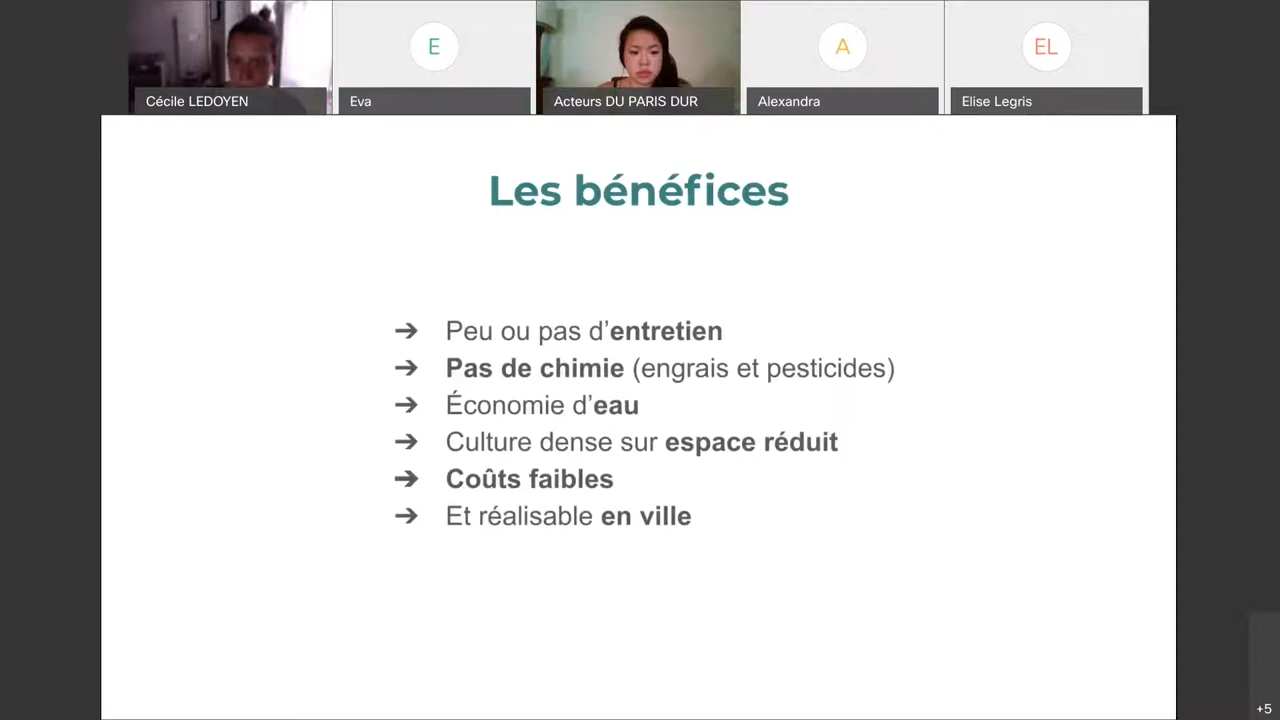 E
A
EL
Cécile LEDOYEN
Eva
Acteurs DU PARIS DUR
Alexandra
Elise Legris
Les bénéfices
➔ Peu ou pas d’entretien
➔ Pas de chimie (engrais et pesticides)
➔ Économie d’eau
➔ Culture dense sur espace réduit
➔ Coûts faibles
➔ Et réalisable en ville
+5